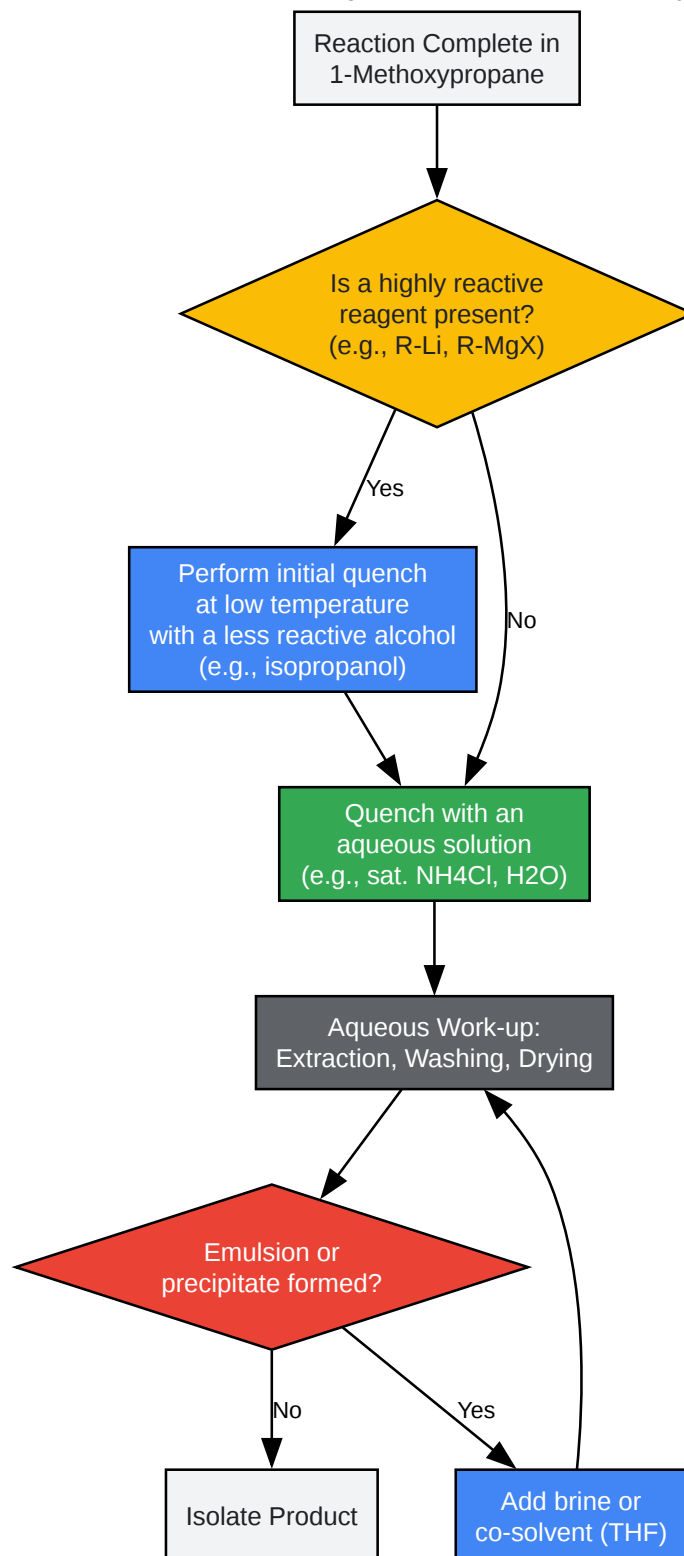 Reaction Complete in
1-Methoxypropane
Is a highly reactive
reagent present?
(e.g., R-Li, R-MgX)
Yes
No
Perform initial quench
at low temperature
with a less reactive alcohol
(e.g., isopropanol)
Quench with an
aqueous solution
(e.g., sat. NH4Cl, H2O)
Aqueous Work-up:
Extraction, Washing, Drying
Emulsion or
precipitate formed?
No
Yes
Isolate Product
Add brine or
co-solvent (THF)